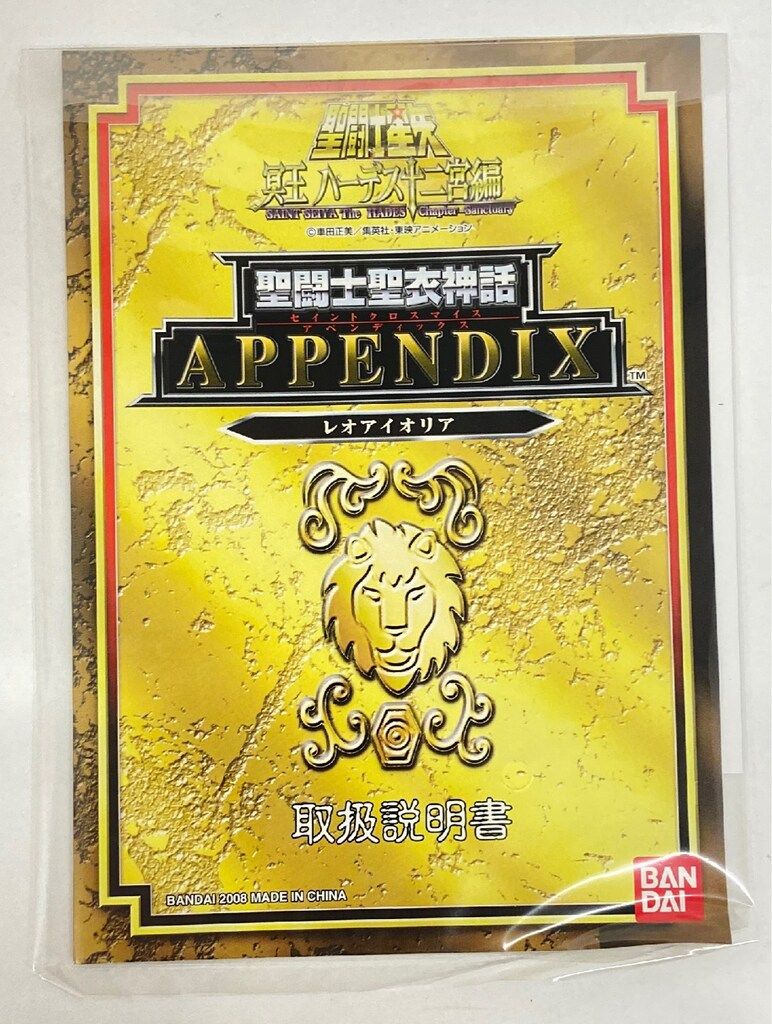 聖闘士星矢
冥王 ハーデス十二宮編
SAINT SEIYA The HADES Chapter Sanctuary
©車田正美/集英社・東映アニメーション
聖闘士聖衣神話
セイントクロスマイス
アペンディックス
APPENDIX TM
レオアイオリア
取扱説明書
BANDAI 2008 MADE IN CHINA
BAN
DAI